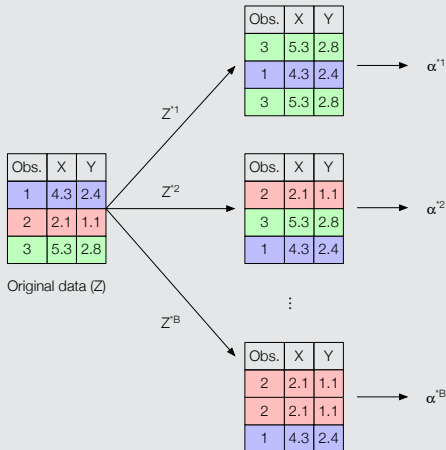 Obs. X Y
3 5.3 2.8
1 4.3 2.4
3 5.3 2.8
α*1
Z*1
Obs. X Y
1 4.3 2.4
2 2.1 1.1
3 5.3 2.8
Original data (Z)
Z*2
Obs. X Y
2 2.1 1.1
3 5.3 2.8
1 4.3 2.4
α*2
⋮
Z*B
Obs. X Y
2 2.1 1.1
2 2.1 1.1
1 4.3 2.4
α*B